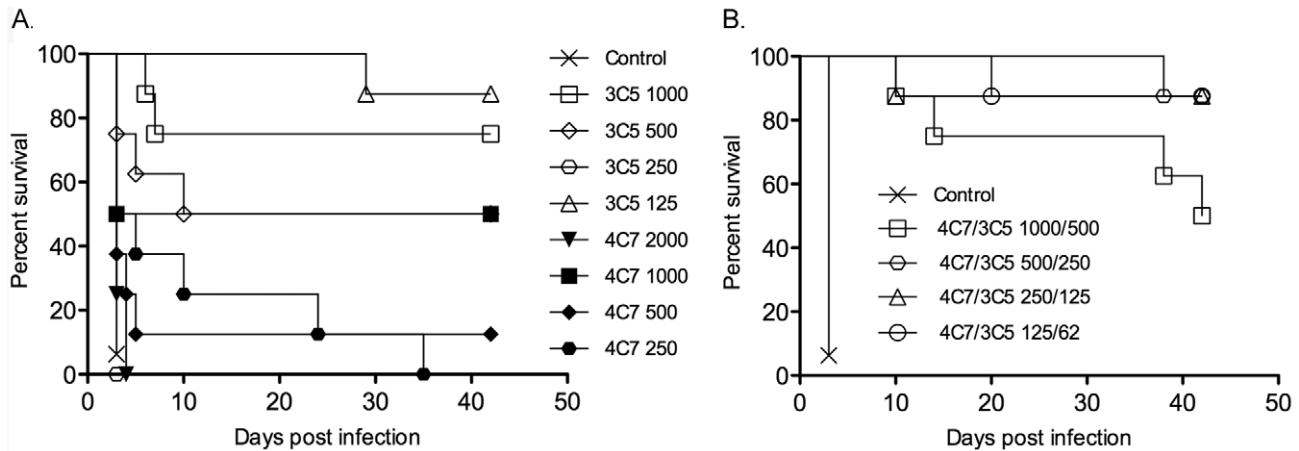 A.
Percent survival
100
80
60
40
20
0
0 10 20 30 40 50
Days post infection
Control
3C5 1000
3C5 500
3C5 250
3C5 125
4C7 2000
4C7 1000
4C7 500
4C7 250
B.
Percent survival
100
80
60
40
20
0
0 10 20 30 40 50
Days post infection
Control
4C7/3C5 1000/500
4C7/3C5 500/250
4C7/3C5 250/125
4C7/3C5 125/62